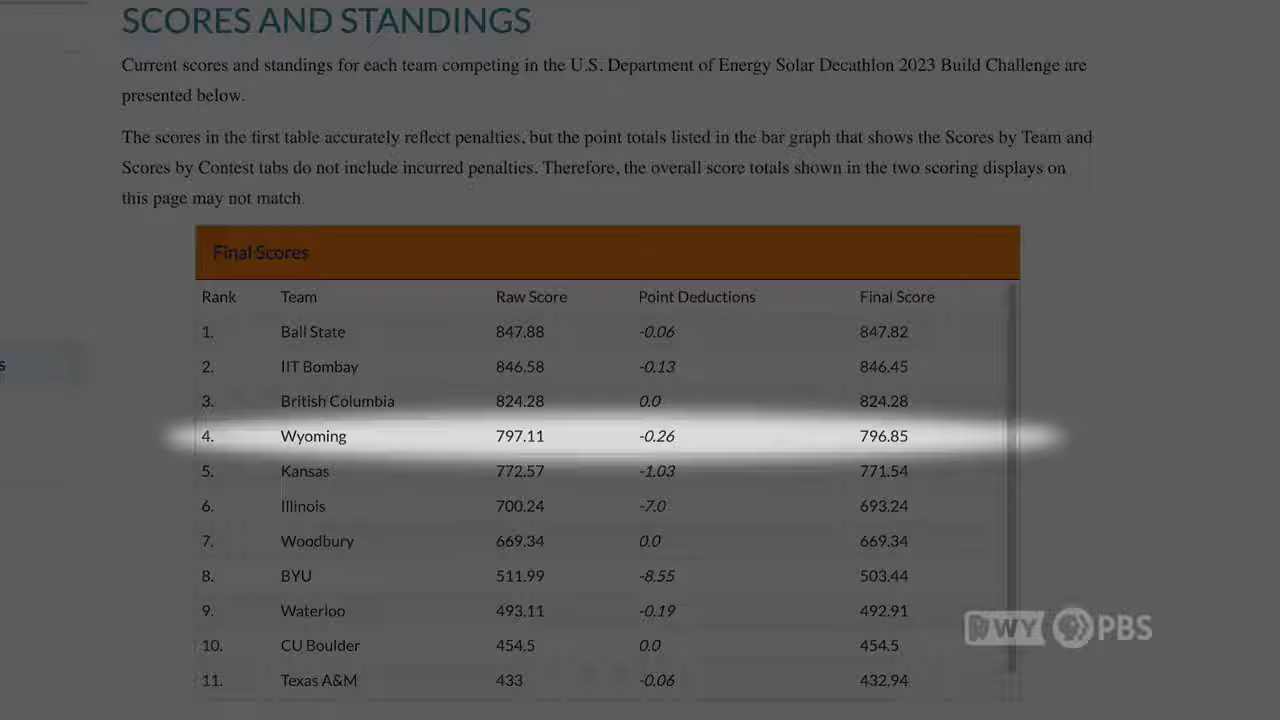 SCORES AND STANDINGS
Current scores and standings for each team competing in the U.S. Department of Energy Solar Decathlon 2023 Build Challenge are
presented below.
The scores in the first table accurately reflect penalties, but the point totals listed in the bar graph that shows the Scores by Team and
Scores by Contest tabs do not include incurred penalties. Therefore, the overall score totals shown in the two scoring displays on
this page may not match.
Final Scores
Rank Team Raw Score Point Deductions Final Score
1. Ball State 847.88 -0.06 847.82
2. IIT Bombay 846.58 -0.13 846.45
3. British Columbia 824.28 0.0 824.28
4. Wyoming 797.11 -0.26 796.85
5. Kansas 772.57 -1.03 771.54
6. Illinois 700.24 -7.0 693.24
7. Woodbury 669.34 0.0 669.34
8. BYU 511.99 -8.55 503.44
9. Waterloo 493.11 -0.19 492.91
10. CU Boulder 454.5 0.0 454.5
11. Texas A&M 433 -0.06 432.94
WY PBS